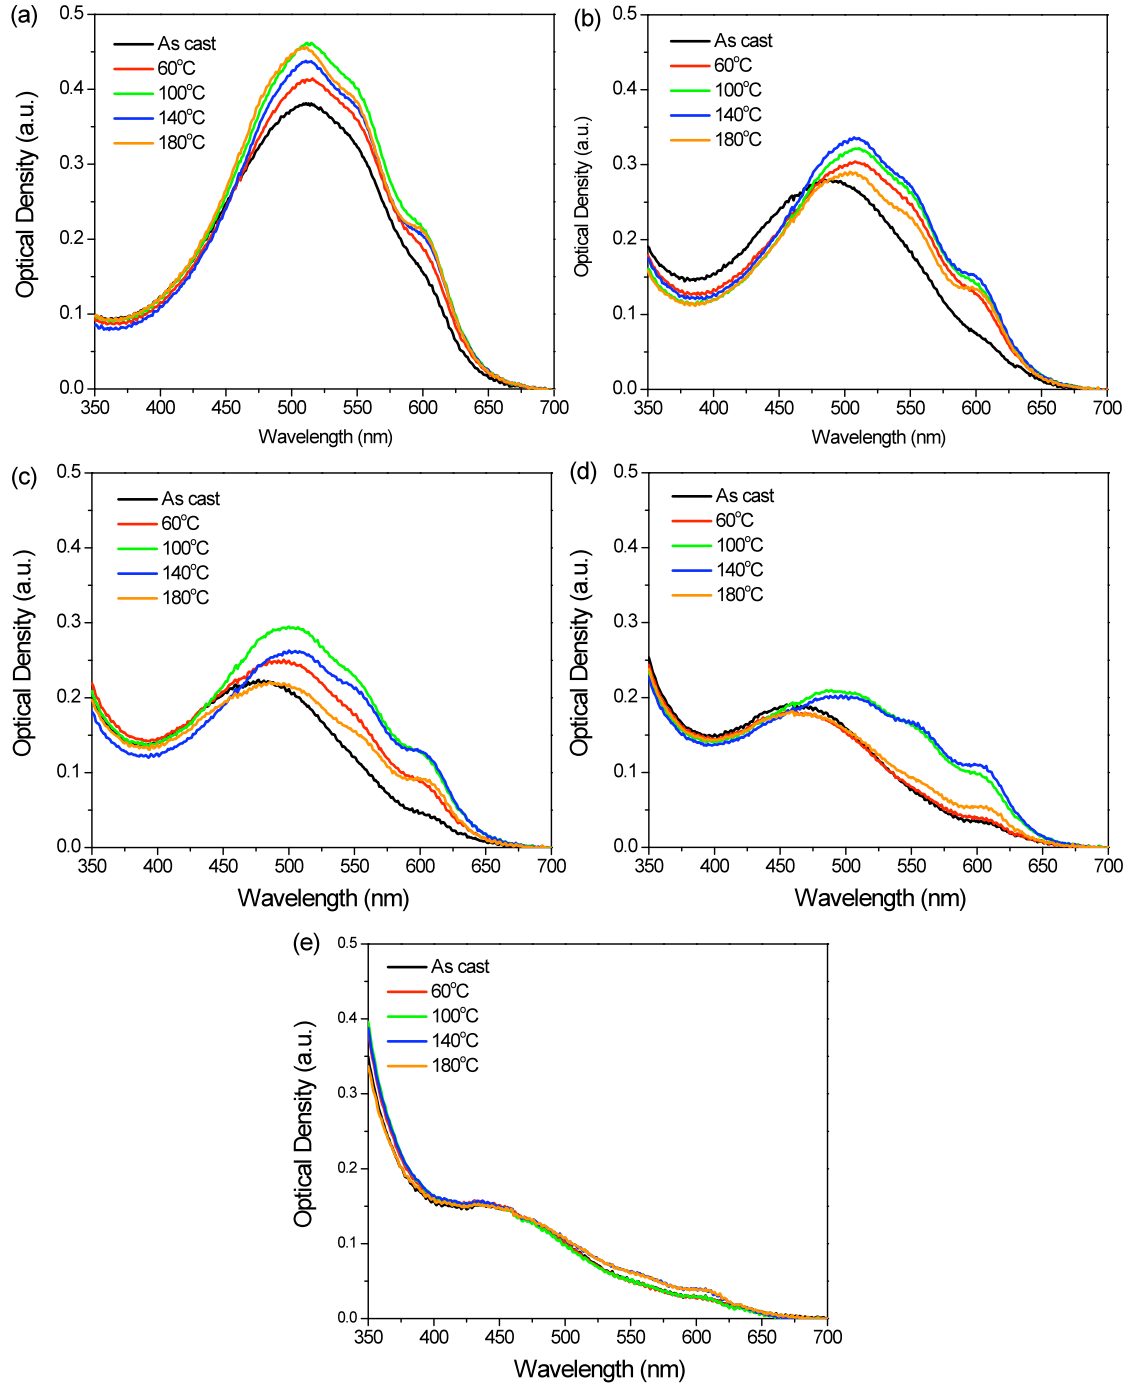 (a)
0.5
0.4
0.3
0.2
0.1
0.0
Optical Density (a.u.)
As cast
60°C
100°C
140°C
180°C
350 400 450 500 550 600 650 700
Wavelength (nm)
(b)
0.5
0.4
0.3
0.2
0.1
0.0
Optical Density (a.u.)
As cast
60°C
100°C
140°C
180°C
350 400 450 500 550 600 650 700
Wavelength (nm)
(c)
0.5
0.4
0.3
0.2
0.1
0.0
Optical Density (a.u.)
As cast
60°C
100°C
140°C
180°C
350 400 450 500 550 600 650 700
Wavelength (nm)
(d)
0.5
0.4
0.3
0.2
0.1
0.0
Optical Density (a.u.)
As cast
60°C
100°C
140°C
180°C
350 400 450 500 550 600 650 700
Wavelength (nm)
(e)
0.5
0.4
0.3
0.2
0.1
0.0
Optical Density (a.u.)
As cast
60°C
100°C
140°C
180°C
350 400 450 500 550 600 650 700
Wavelength (nm)